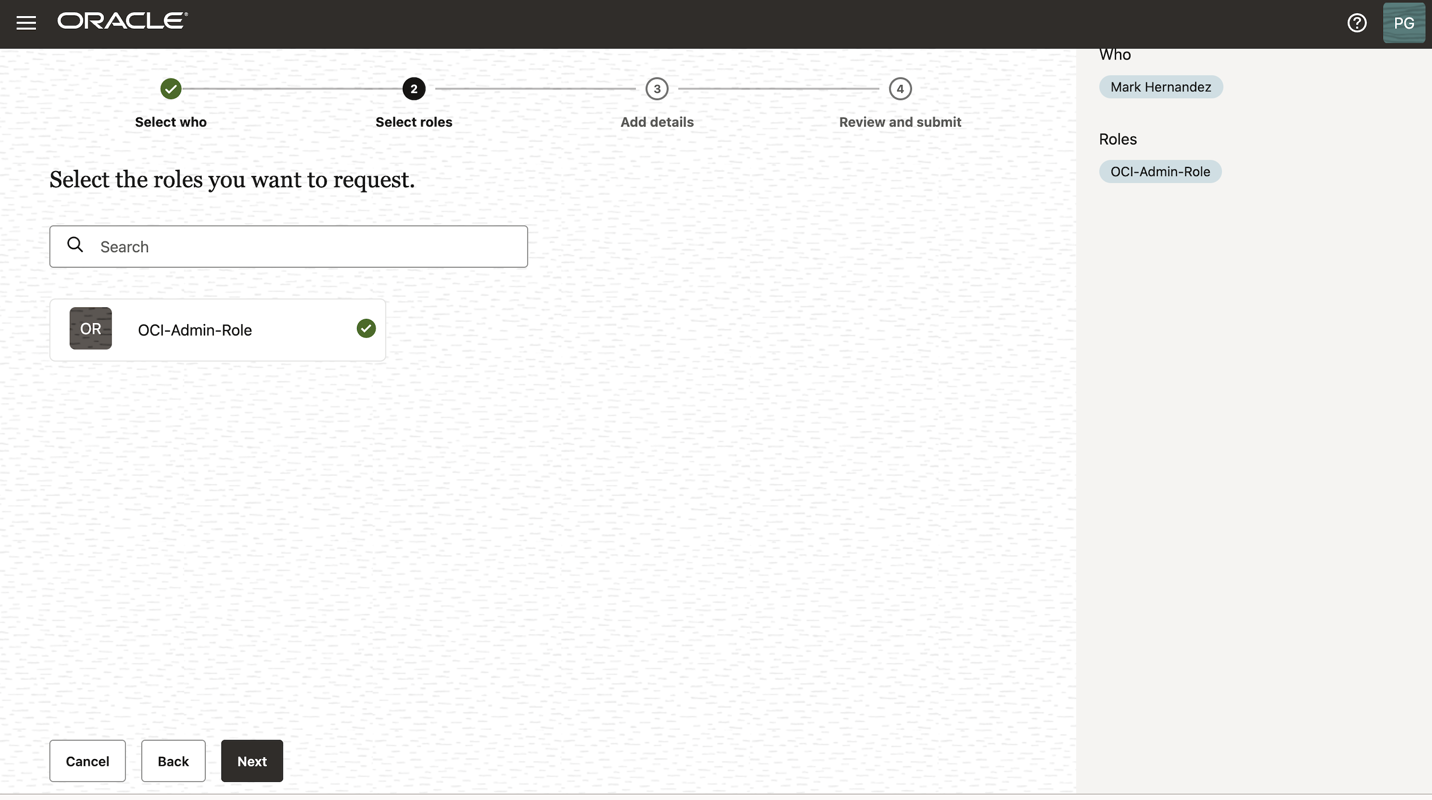 ORACLE
PG
2
3
4
Select who
Select roles
Add details
Review and submit
Select the roles you want to request.
Search
OR
OCI-Admin-Role
Cancel
Back
Next
Who
Mark Hernandez
Roles
OCI-Admin-Role